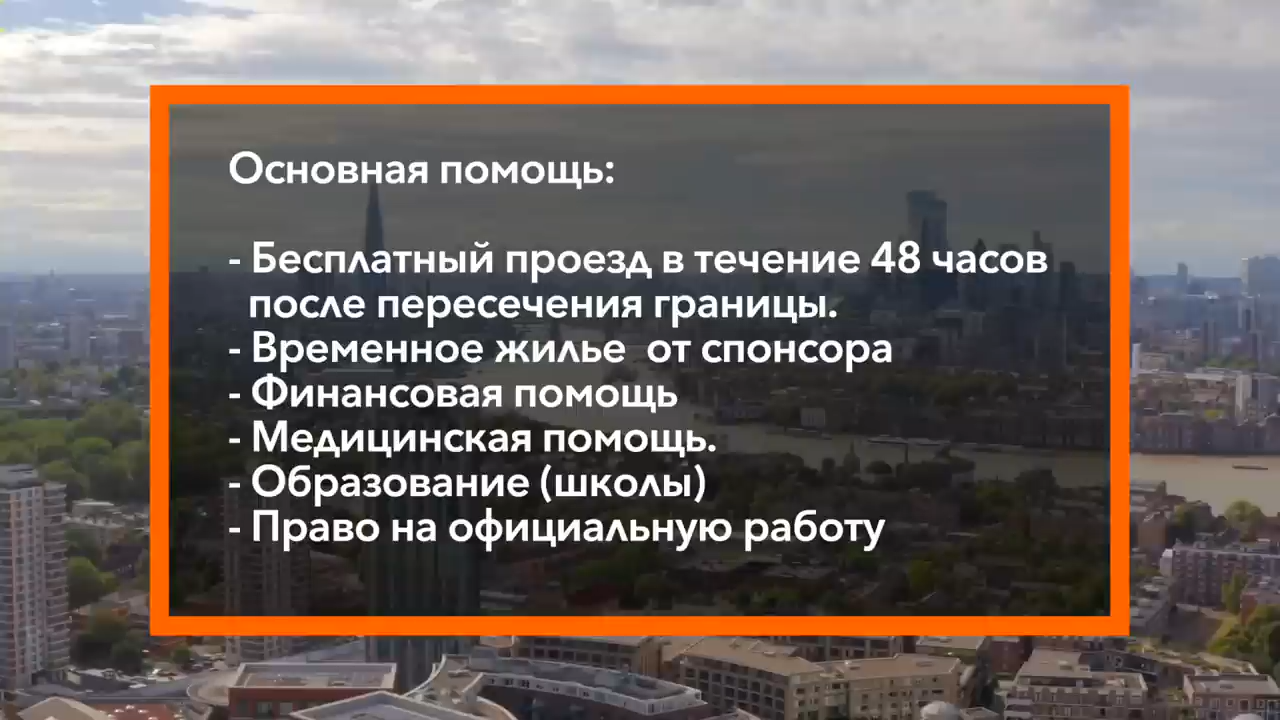 Основная помощь:
- Бесплатный проезд в течение 48 часов
после пересечения границы.
- Временное жилье от спонсора
- Финансовая помощь
- Медицинская помощь.
- Образование (школы)
- Право на официальную работу